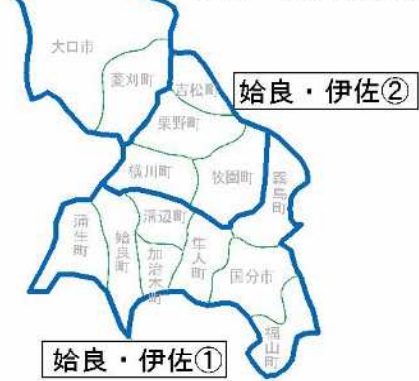 大口市
菱刈町
吉松町
姶良・伊佐②
栗野町
横川町
牧園町
霧島町
蒲生町
姶良町
溝辺町
加治木町
隼人町
国分市
福山町
姶良・伊佐①